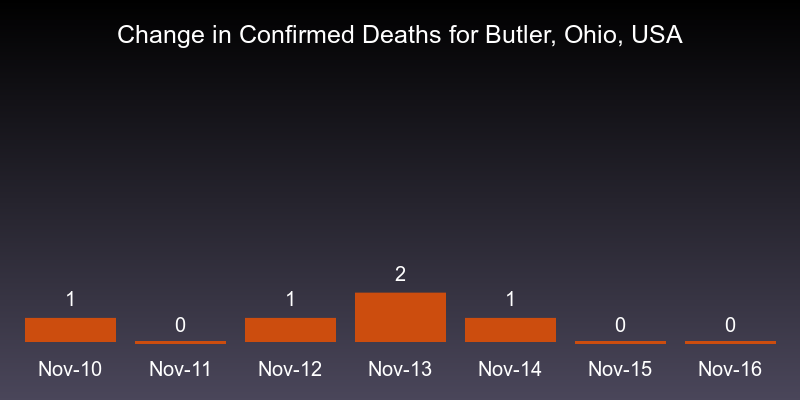 Change in Confirmed Deaths for Butler, Ohio, USA
1 0 1 2 1 0 0
Nov-10 Nov-11 Nov-12 Nov-13 Nov-14 Nov-15 Nov-16